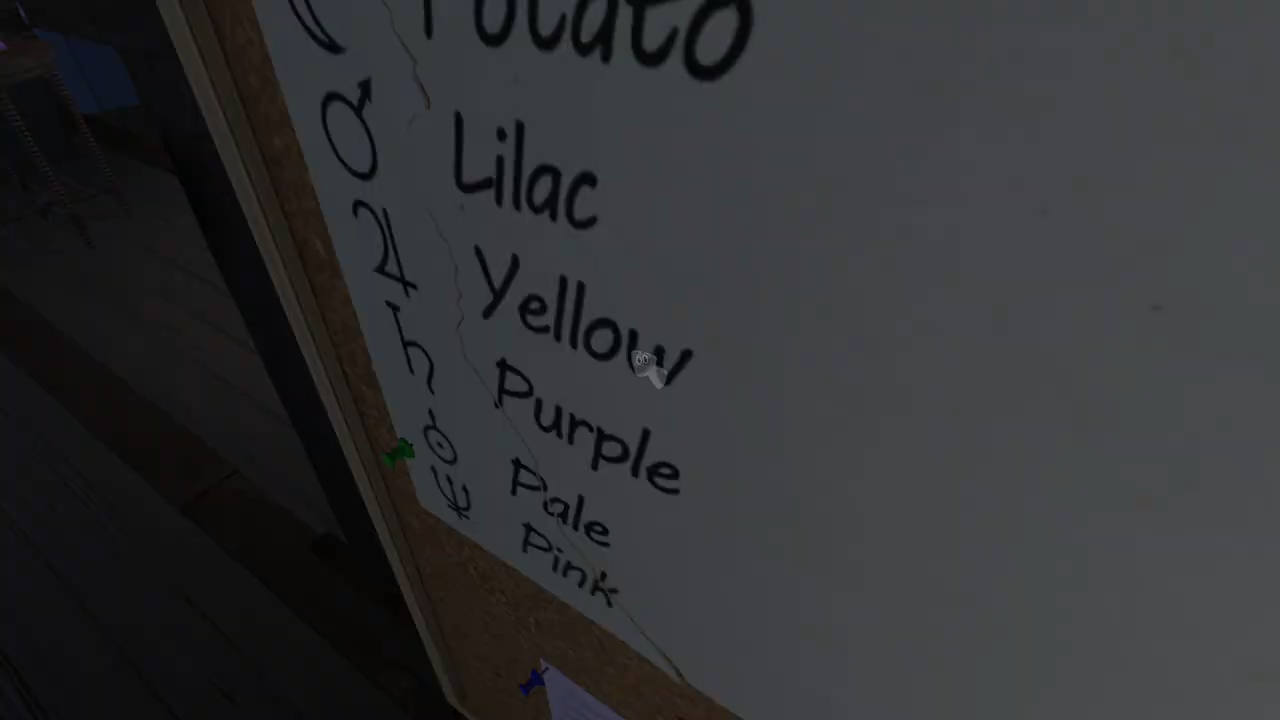 Potato
♂ Lilac
♃ Yellow
♄ Purple
Pale
Pink